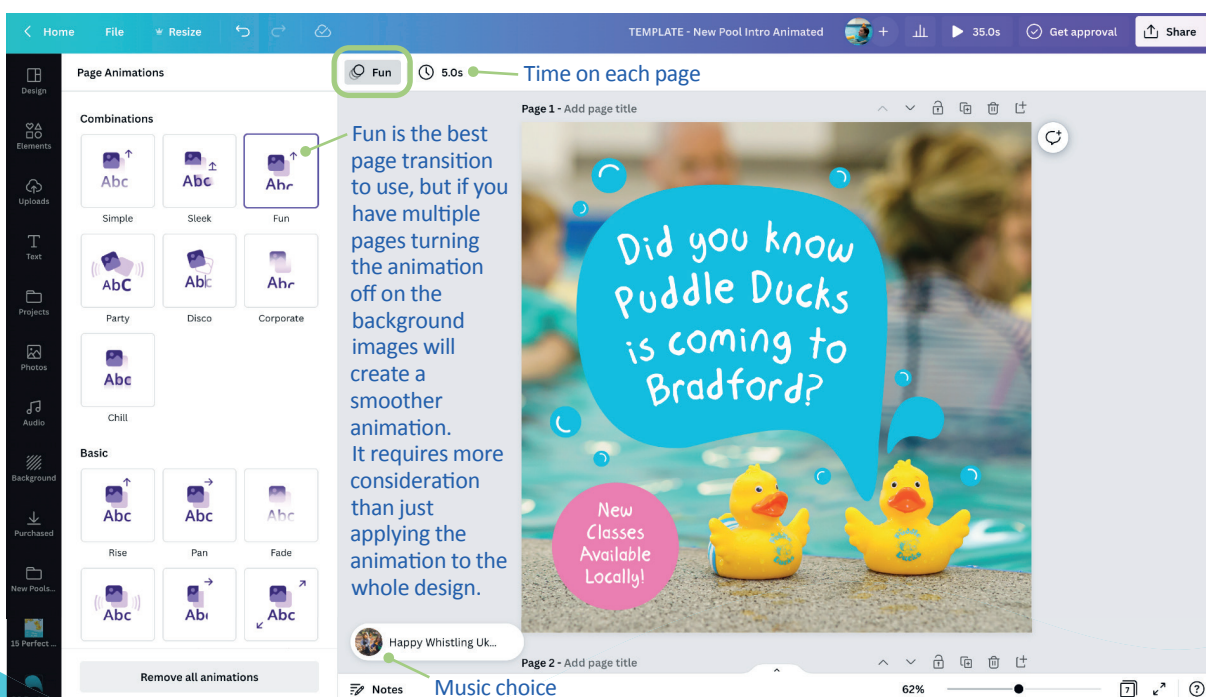 Home File Resize TEMPLATE - New Pool Intro Animated + 35.0s Get approval Share
Design
Elements
Uploads
Text
Projects
Photos
Audio
Background
Purchased
New Pools...
15 Perfect ...
Page Animations
Combinations
Abc Abc Abc
Simple Sleek Fun
AbC Abc Abc
Party Disco Corporate
Abc
Chill
Basic
Abc Abc Abc
Rise Pan Fade
Abc Abc Abc
Remove all animations
Fun 5.0s Time on each page
Fun is the best
page transition
to use, but if you
have multiple
pages turning
the animation
off on the
background
images will
create a
smoother
animation.
It requires more
consideration
than just
applying the
animation to the
whole design.
Happy Whistling Uk...
Music choice
Page 1 - Add page title
Did you know
Puddle Ducks
is coming to
Bradford?
New
Classes
Available
Locally!
Page 2 - Add page title
Notes 62% 7 ?